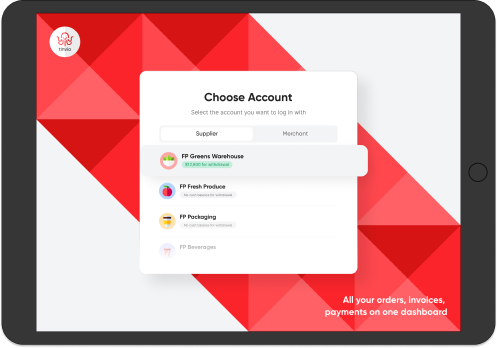 tinvio
Choose Account
Select the account you want to log in with
Supplier
Merchant
FP Greens Warehouse
for withdrawal
FP Fresh Produce
No cash balance for withdrawal
FP Packaging
No cash balance for withdrawal
FP Beverages
All your orders, invoices,
payments on one dashboard